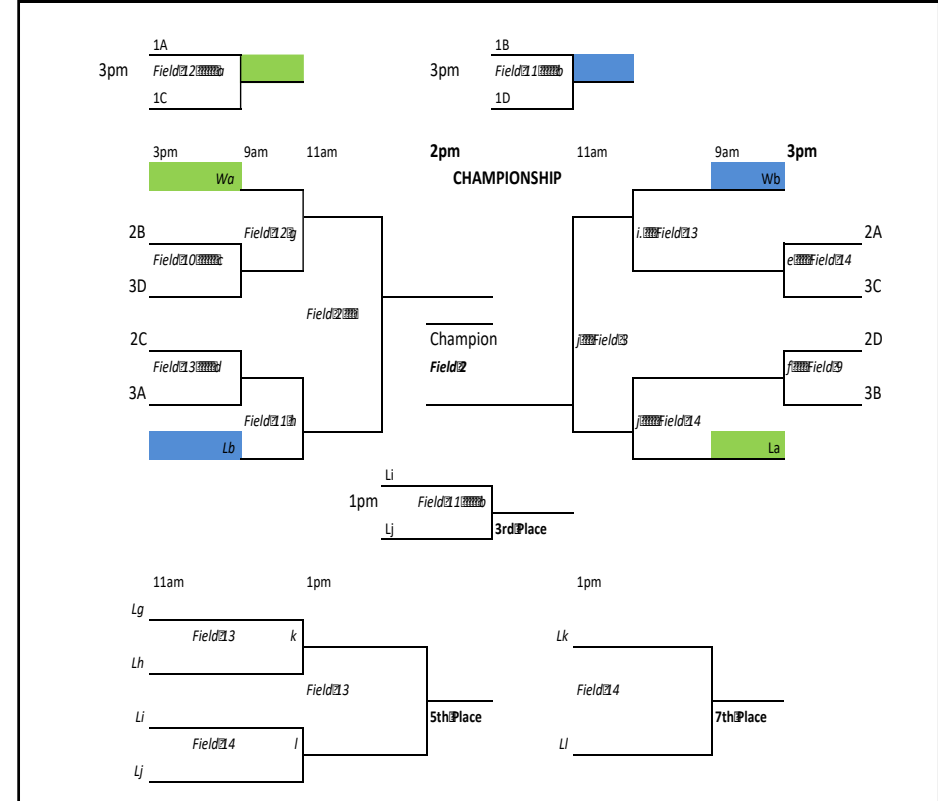 1A
1B
3pm
Field 12 a
3pm
Field 11 b
1C
1D
3pm
9am
11am
2pm
11am
9am
3pm
Wa
CHAMPIONSHIP
Wb
2B
Field 12 g
i. Field 13
2A
Field 10 c
e Field 14
3D
3C
Field 2
2C
Champion
j Field 3
2D
Field 13 d
Field 2
f Field 9
3A
3B
Field 11 h
j Field 14
Lb
La
Li
1pm
Field 11 b
Lj
3rd Place
11am
1pm
1pm
Lg
Field 13
k
Lk
Lh
Field 13
Field 14
Li
5th Place
7th Place
Field 14
l
Ll
Lj